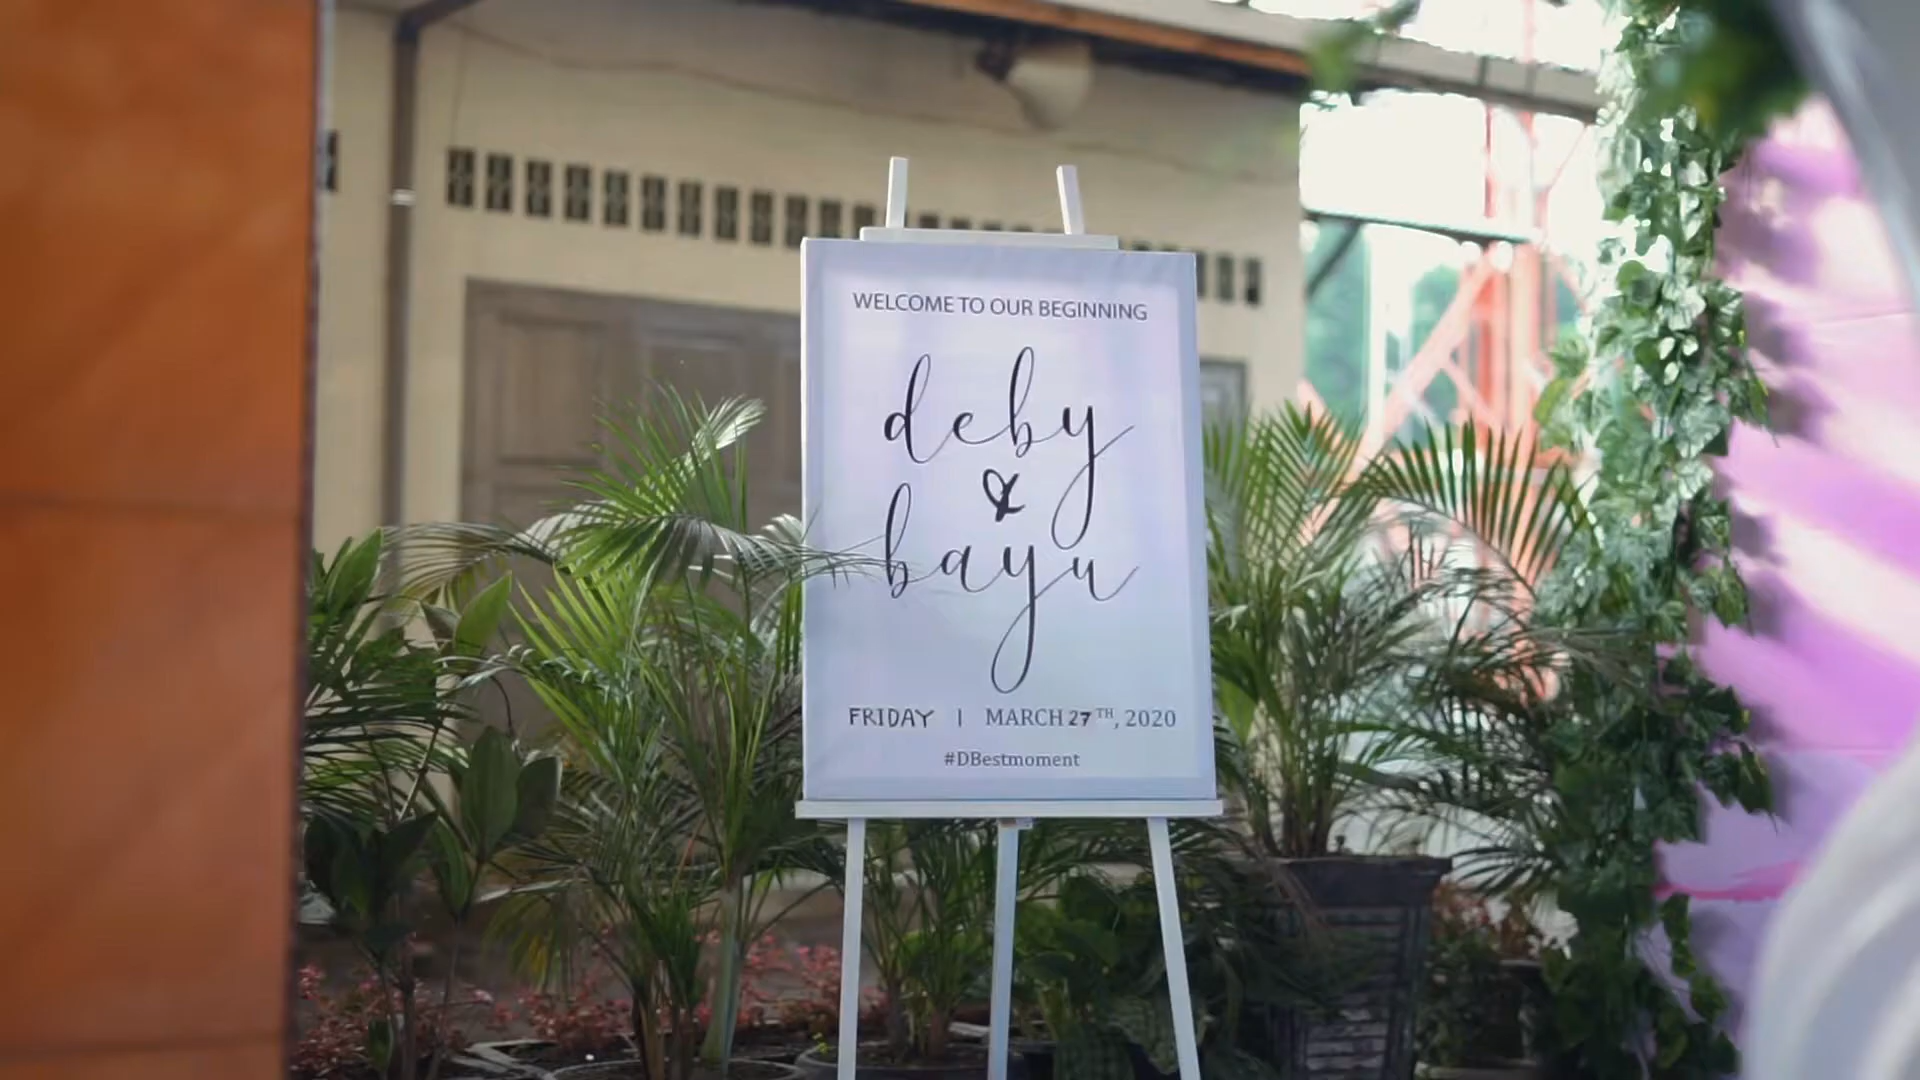 WELCOME TO OUR BEGINNING
deby
&
bayu
FRIDAY | MARCH 27TH, 2020
#DBestmoment